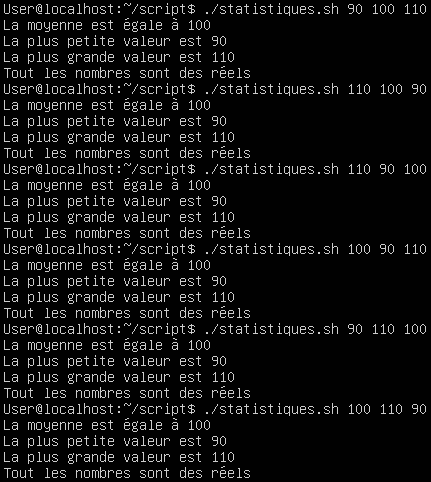 User@localhost:~/script$ ./statistiques.sh 90 100 110
La moyenne est égale à 100
La plus petite valeur est 90
La plus grande valeur est 110
Tout les nombres sont des réels
User@localhost:~/script$ ./statistiques.sh 110 100 90
La moyenne est égale à 100
La plus petite valeur est 90
La plus grande valeur est 110
Tout les nombres sont des réels
User@localhost:~/script$ ./statistiques.sh 110 90 100
La moyenne est égale à 100
La plus petite valeur est 90
La plus grande valeur est 110
Tout les nombres sont des réels
User@localhost:~/script$ ./statistiques.sh 100 90 110
La moyenne est égale à 100
La plus petite valeur est 90
La plus grande valeur est 110
Tout les nombres sont des réels
User@localhost:~/script$ ./statistiques.sh 90 110 100
La moyenne est égale à 100
La plus petite valeur est 90
La plus grande valeur est 110
Tout les nombres sont des réels
User@localhost:~/script$ ./statistiques.sh 100 110 90
La moyenne est égale à 100
La plus petite valeur est 90
La plus grande valeur est 110
Tout les nombres sont des réels